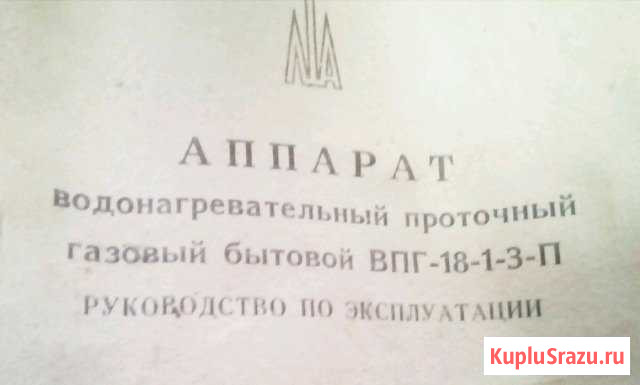 АППАРАТ
водонагревательный проточный
газовый бытовой ВПГ-18-1-3-П
РУКОВОДСТВО ПО ЭКСПЛУАТАЦИИ
KupluSrazu.ru